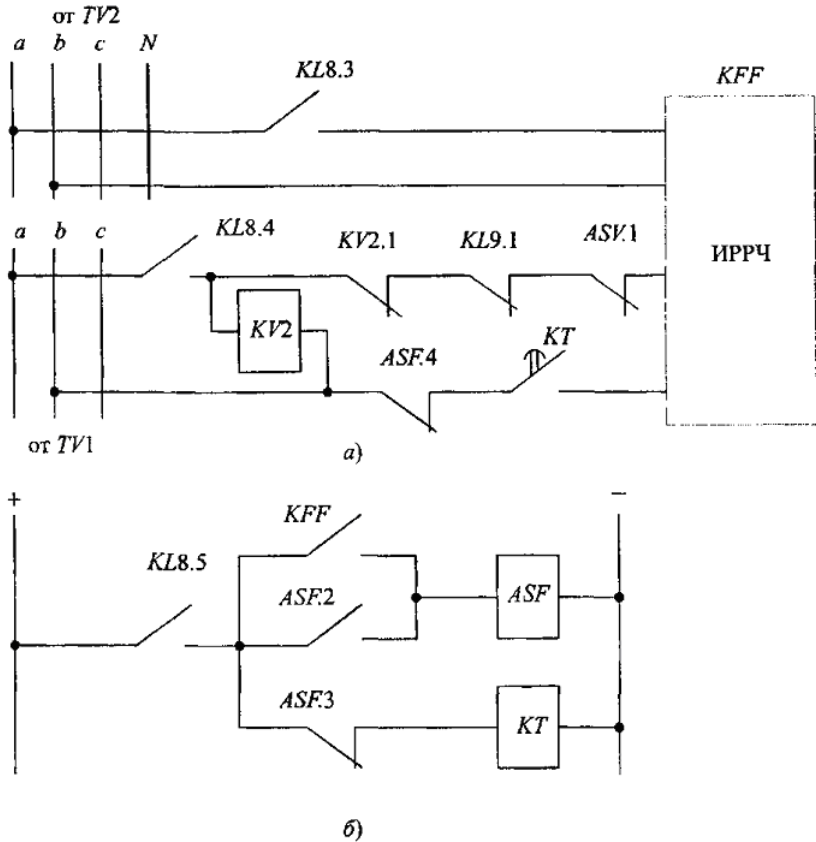 от TV2
a b c N
KL8.3
KFF
ИРРЧ
a b c
KL8.4
KV2.1
KL9.1
ASV.1
KV2
ASF.4
KT
от TV1
а)
+
−
KL8.5
KFF
ASF.2
ASF
ASF.3
KT
б)